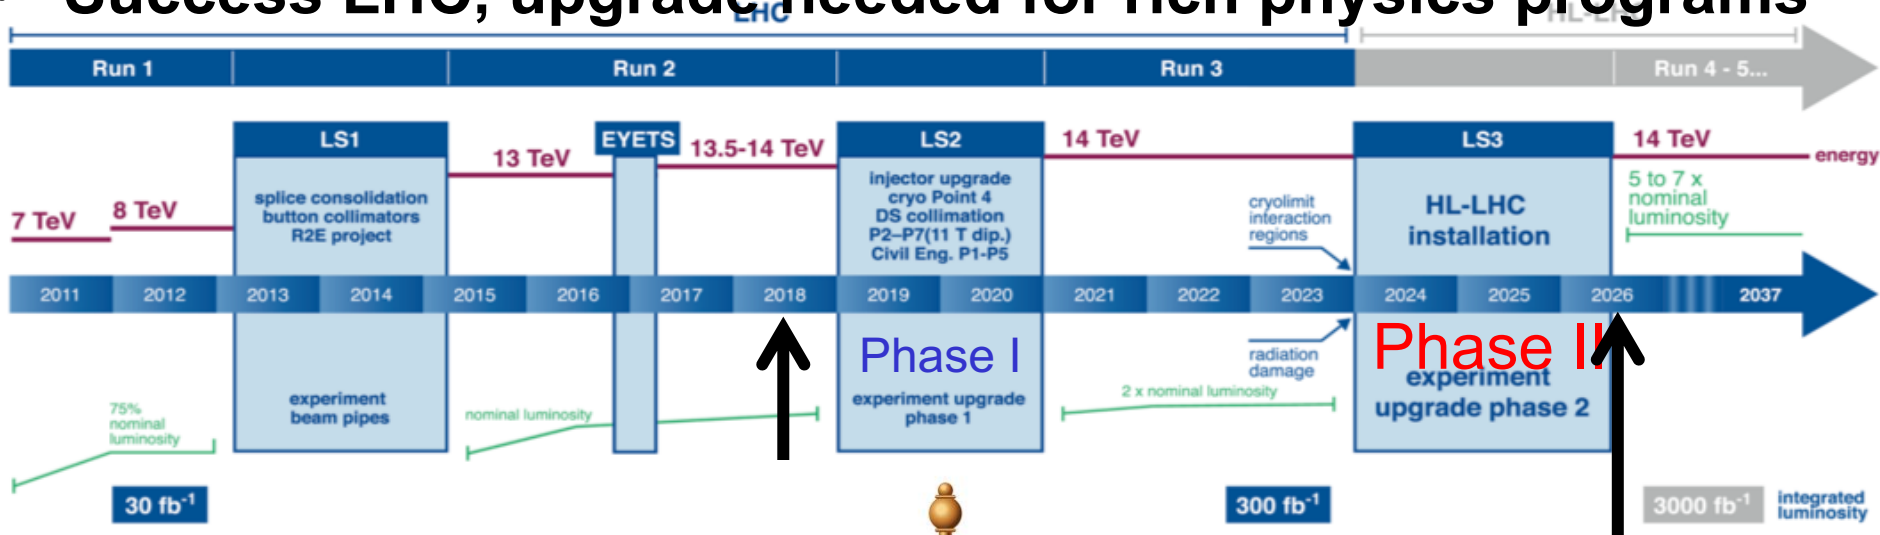 Success LHC, upgrade needed for rich physics programs
LHC
HL-LHC
Run 1
Run 2
Run 3
Run 4 - 5...
LS1
EYETS
LS2
LS3
7 TeV
8 TeV
13 TeV
13.5-14 TeV
14 TeV
14 TeV
energy
splice consolidation
button collimators
R2E project
injector upgrade
cryo Point 4
DS collimation
P2–P7(11 T dip.)
Civil Eng. P1-P5
cryolimit
interaction
regions
HL-LHC
installation
5 to 7 x
nominal
luminosity
2011
2012
2013
2014
2015
2016
2017
2018
2019
2020
2021
2022
2023
2024
2025
2026
2037
Phase I
Phase II
radiation
damage
75%
nominal
luminosity
experiment
beam pipes
nominal luminosity
experiment upgrade
phase 1
2 x nominal luminosity
experiment
upgrade phase 2
30 fb⁻¹
300 fb⁻¹
3000 fb⁻¹
integrated
luminosity